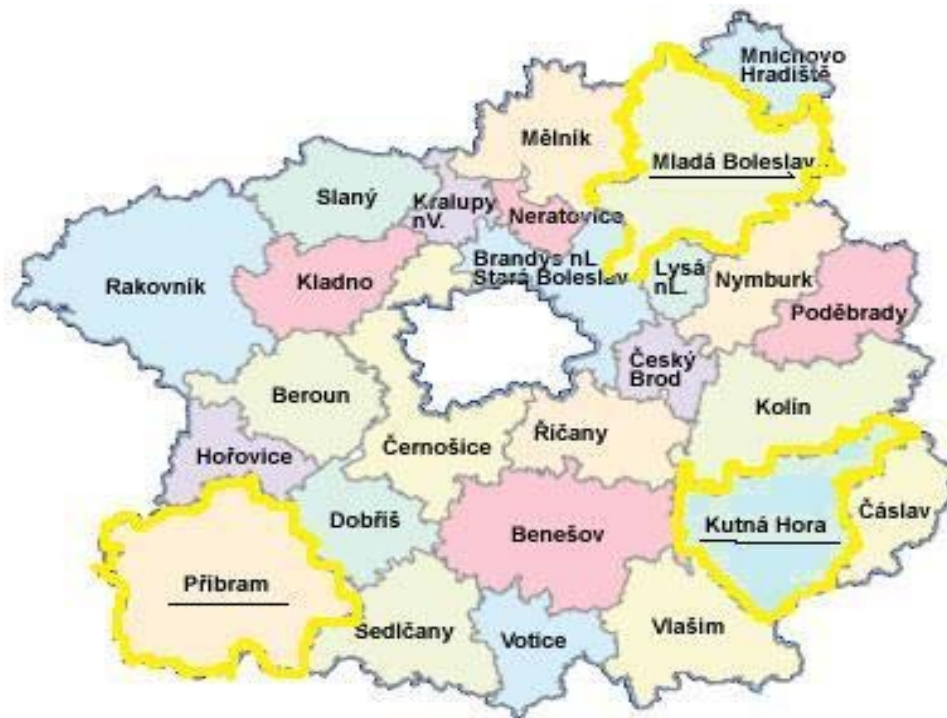 Mnichovo
Hradiště
Mělník
Mladá Boleslav
Slaný
Kralupy
nV.
Neratovice
Brandýs nL
Stará Boleslav
Lysá
nL.
Nymburk
Rakovník
Kladno
Poděbrady
Český
Brod
Beroun
Kolín
Černošice
Říčany
Hořovice
Čáslav
Dobříš
Benešov
Kutná Hora
Příbram
Sedlčany
Votice
Vlašim